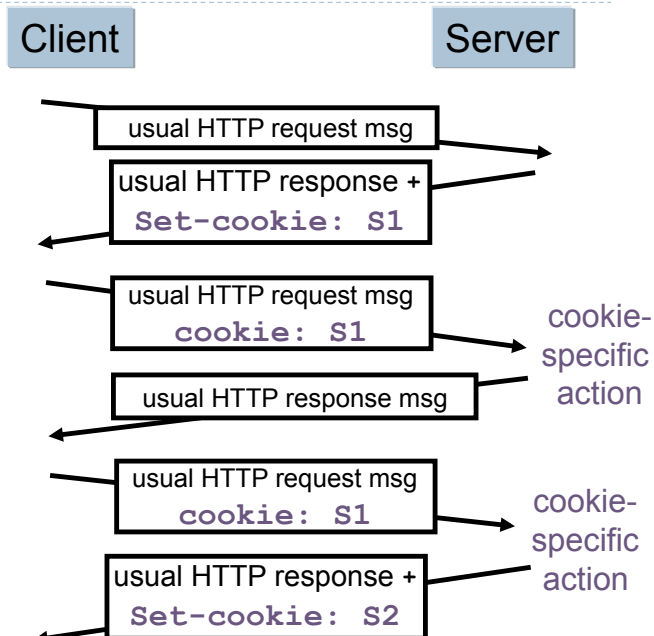 Client
Server
usual HTTP request msg
usual HTTP response +
Set-cookie: S1
usual HTTP request msg
cookie: S1
cookie-
specific
action
usual HTTP response msg
usual HTTP request msg
cookie: S1
cookie-
specific
action
usual HTTP response +
Set-cookie: S2